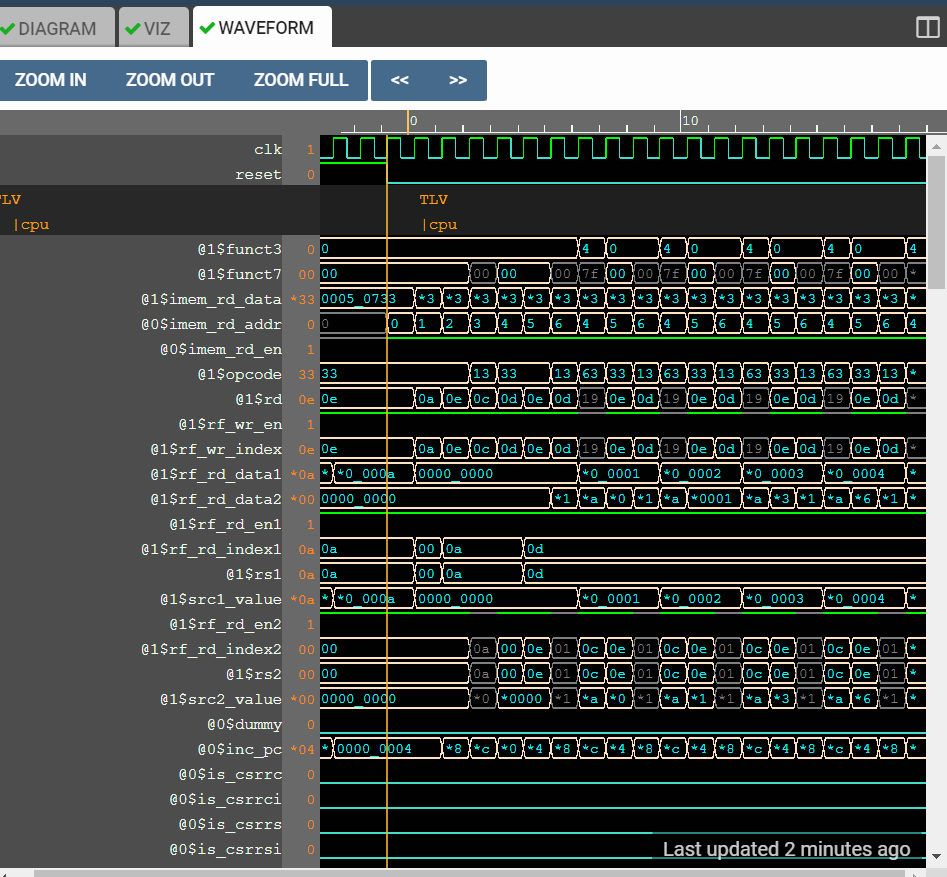 DIAGRAM VIZ WAVEFORM
ZOOM IN ZOOM OUT ZOOM FULL << >>
0 10
clk 1
reset 0
TLV TLV
|cpu |cpu
@1$funct3 0 0 4 0 4 0 4 0 4 0 4
@1$funct7 00 00 00 00 00 7f 00 00 7f 00 00 7f 00 00 7f 00 00 *
@1$imem_rd_data *33 0005_0733 *3 *3 *3 *3 *3 *3 *3 *3 *3 *3 *3 *3 *3 *3 *3 *3 *3 *3 *
@0$imem_rd_addr 0 0 0 1 2 3 4 5 6 4 5 6 4 5 6 4 5 6 4 5 6 4
@0$imem_rd_en 1
@1$opcode 33 33 13 33 13 63 33 13 63 33 13 63 33 13 63 33 13 *
@1$rd 0e 0e 0a 0e 0c 0d 0e 0d 19 0e 0d 19 0e 0d 19 0e 0d 19 0e 0d *
@1$rf_wr_en 1
@1$rf_wr_index 0e 0e 0a 0e 0c 0d 0e 0d 19 0e 0d 19 0e 0d 19 0e 0d 19 0e 0d *
@1$rf_rd_data1 *0a * *0_000a 0000_0000 *0_0001 *0_0002 *0_0003 *0_0004 *
@1$rf_rd_data2 *00 0000_0000 *1 *a *0 *1 *a *0001 *a *3 *1 *a *6 *1 *
@1$rf_rd_en1 1
@1$rf_rd_index1 0a 0a 00 0a 0d
@1$rs1 0a 0a 00 0a 0d
@1$src1_value *0a * *0_000a 0000_0000 *0_0001 *0_0002 *0_0003 *0_0004 *
@1$rf_rd_en2 1
@1$rf_rd_index2 00 00 0a 00 0e 01 0c 0e 01 0c 0e 01 0c 0e 01 0c 0e 01 *
@1$rs2 00 00 0a 00 0e 01 0c 0e 01 0c 0e 01 0c 0e 01 0c 0e 01 *
@1$src2_value *00 0000_0000 *0 *0000 *1 *a *0 *1 *a *1 *1 *a *3 *1 *a *6 *1 *
@0$dummy 0
@0$inc_pc *04 * 0000_0004 *8 *c *0 *4 *8 *c *4 *8 *c *4 *8 *c *4 *8 *c *4 *8 *
@0$is_csrrc 0
@0$is_csrrci 0
@0$is_csrrs 0
@0$is_csrrsi 0
Last updated 2 minutes ago